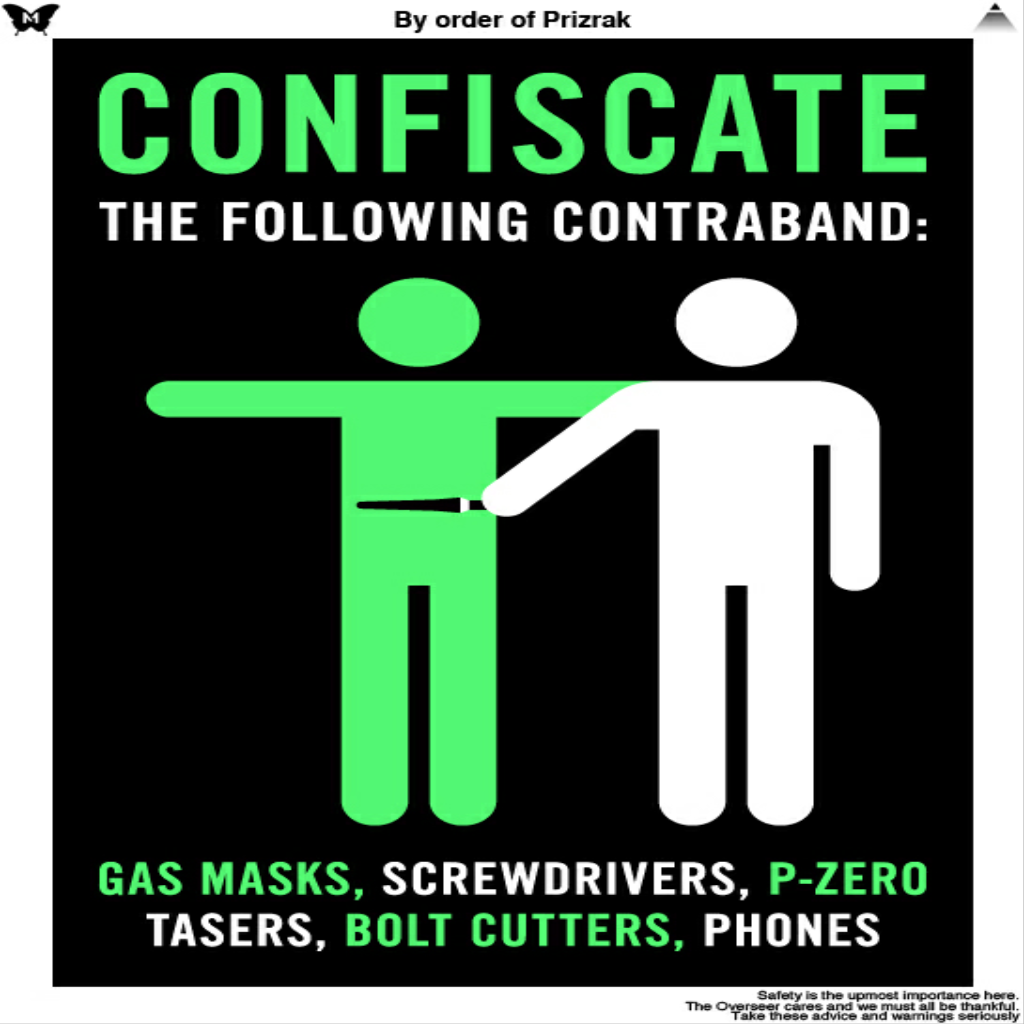 M
By order of Prizrak
CONFISCATE
THE FOLLOWING CONTRABAND:
GAS MASKS, SCREWDRIVERS, P-ZERO
TASERS, BOLT CUTTERS, PHONES
Safety is the upmost importance here.
The Overseer cares and we must all be thankful.
Take these advice and warnings seriously